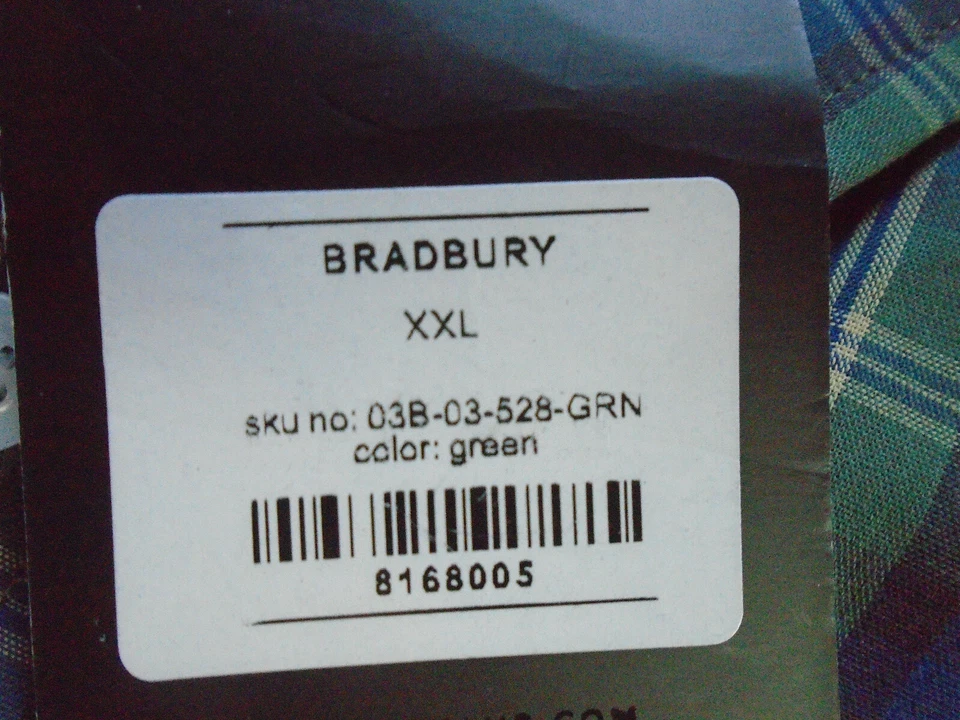 BRADBURY
XXL
sku no: 03B-03-528-GRN
color: green
8168005